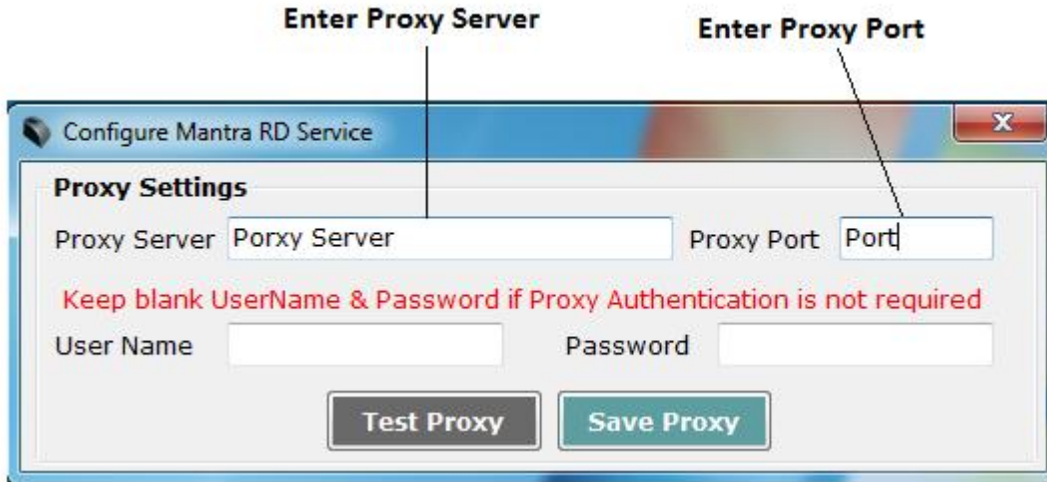 Enter Proxy Server
Enter Proxy Port
Configure Mantra RD Service
Proxy Settings
Proxy Server Porxy Server Proxy Port Port
Keep blank UserName & Password if Proxy Authentication is not required
User Name Password
Test Proxy Save Proxy